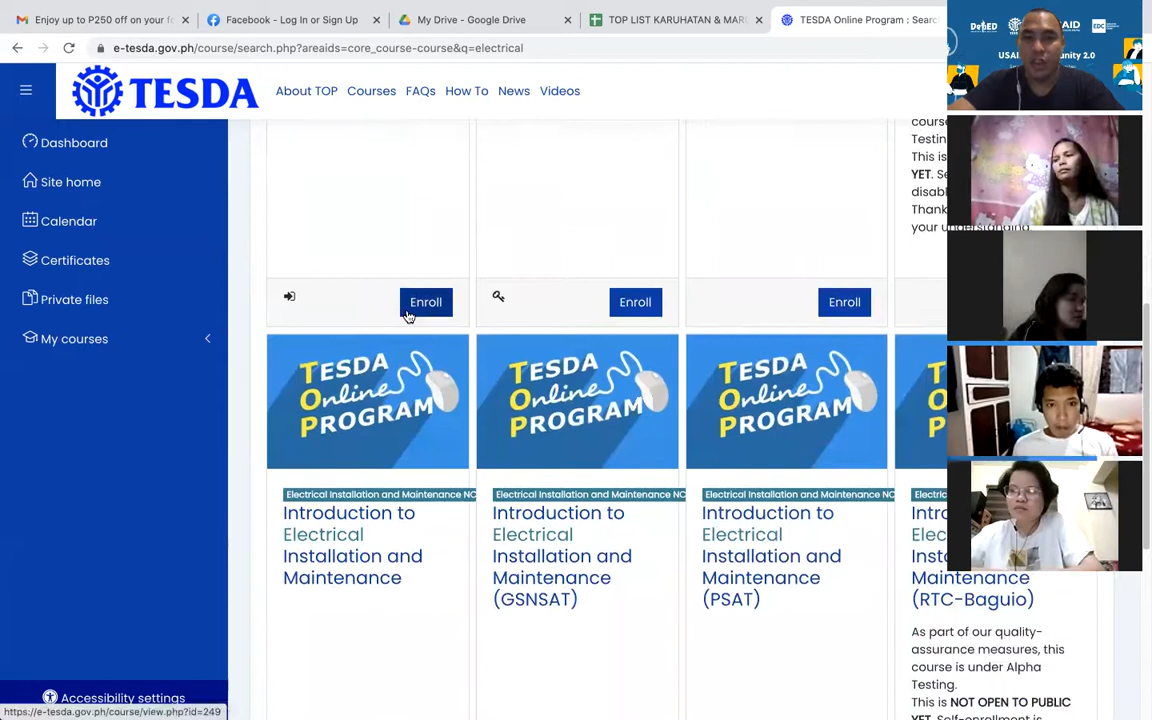 Enjoy up to P250 off on your f
Facebook - Log In or Sign Up
My Drive - Google Drive
TOP LIST KARUHATAN & MAR
TESDA Online Program : Searc
e-tesda.gov.ph/course/search.php?areaids=core_course-course&q=electrical
TESDA
About TOP
Courses
FAQs
How To
News
Videos
Dashboard
Site home
Calendar
Certificates
Private files
My courses
Accessibility settings
https://e-tesda.gov.ph/course/view.php?id=249
cours
Testin
This is
YET. Se
disabl
Thank
your understanding
Enroll
Enroll
Enroll
TESDA
Online
PROGRAM
TESDA
Online
PROGRAM
TESDA
Online
PROGRAM
Electrical Installation and Maintenance NC
Introduction to
Electrical
Installation and
Maintenance
Electrical Installation and Maintenance NC
Introduction to
Electrical
Installation and
Maintenance
(GSNSAT)
Electrical Installation and Maintenance NC
Introduction to
Electrical
Installation and
Maintenance
(PSAT)
Electric
Intro
Elec
Insta
Maintenance
(RTC-Baguio)
As part of our quality-
assurance measures, this
course is under Alpha
Testing.
This is NOT OPEN TO PUBLIC
YET. Self-enrollment is
DepED
EDC